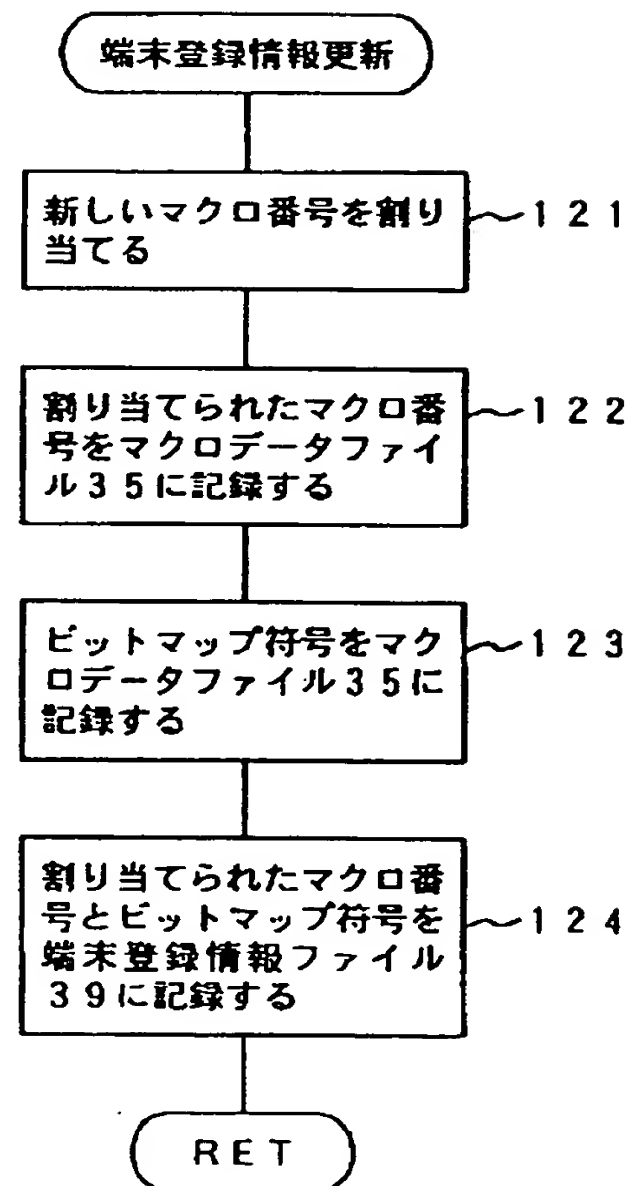 端末登録情報更新
新しいマクロ番号を割り
当てる
121
割り当てられたマクロ番
号をマクロデータファイ
ル35に記録する
122
ビットマップ符号をマク
ロデータファイル35に
記録する
123
割り当てられたマクロ番
号とビットマップ符号を
端末登録情報ファイル
39に記録する
124
RET